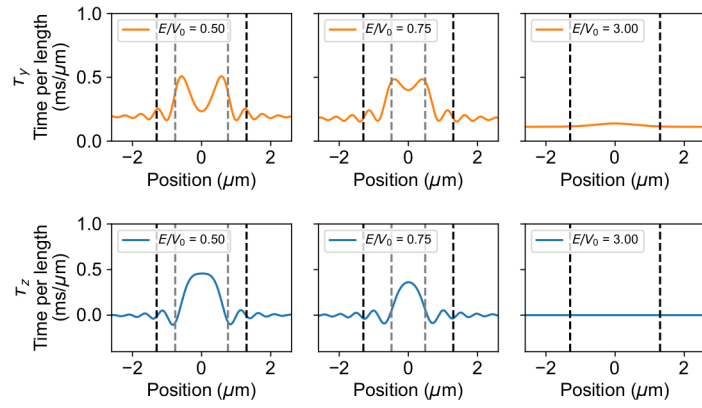 τy
Time per length
(ms/µm)
1.0
0.5
0.0
E/V0 = 0.50
E/V0 = 0.75
E/V0 = 3.00
−2 0 2
−2 0 2
−2 0 2
Position (µm)
Position (µm)
Position (µm)
τz
Time per length
(ms/µm)
1.0
0.5
0.0
E/V0 = 0.50
E/V0 = 0.75
E/V0 = 3.00
−2 0 2
−2 0 2
−2 0 2
Position (µm)
Position (µm)
Position (µm)